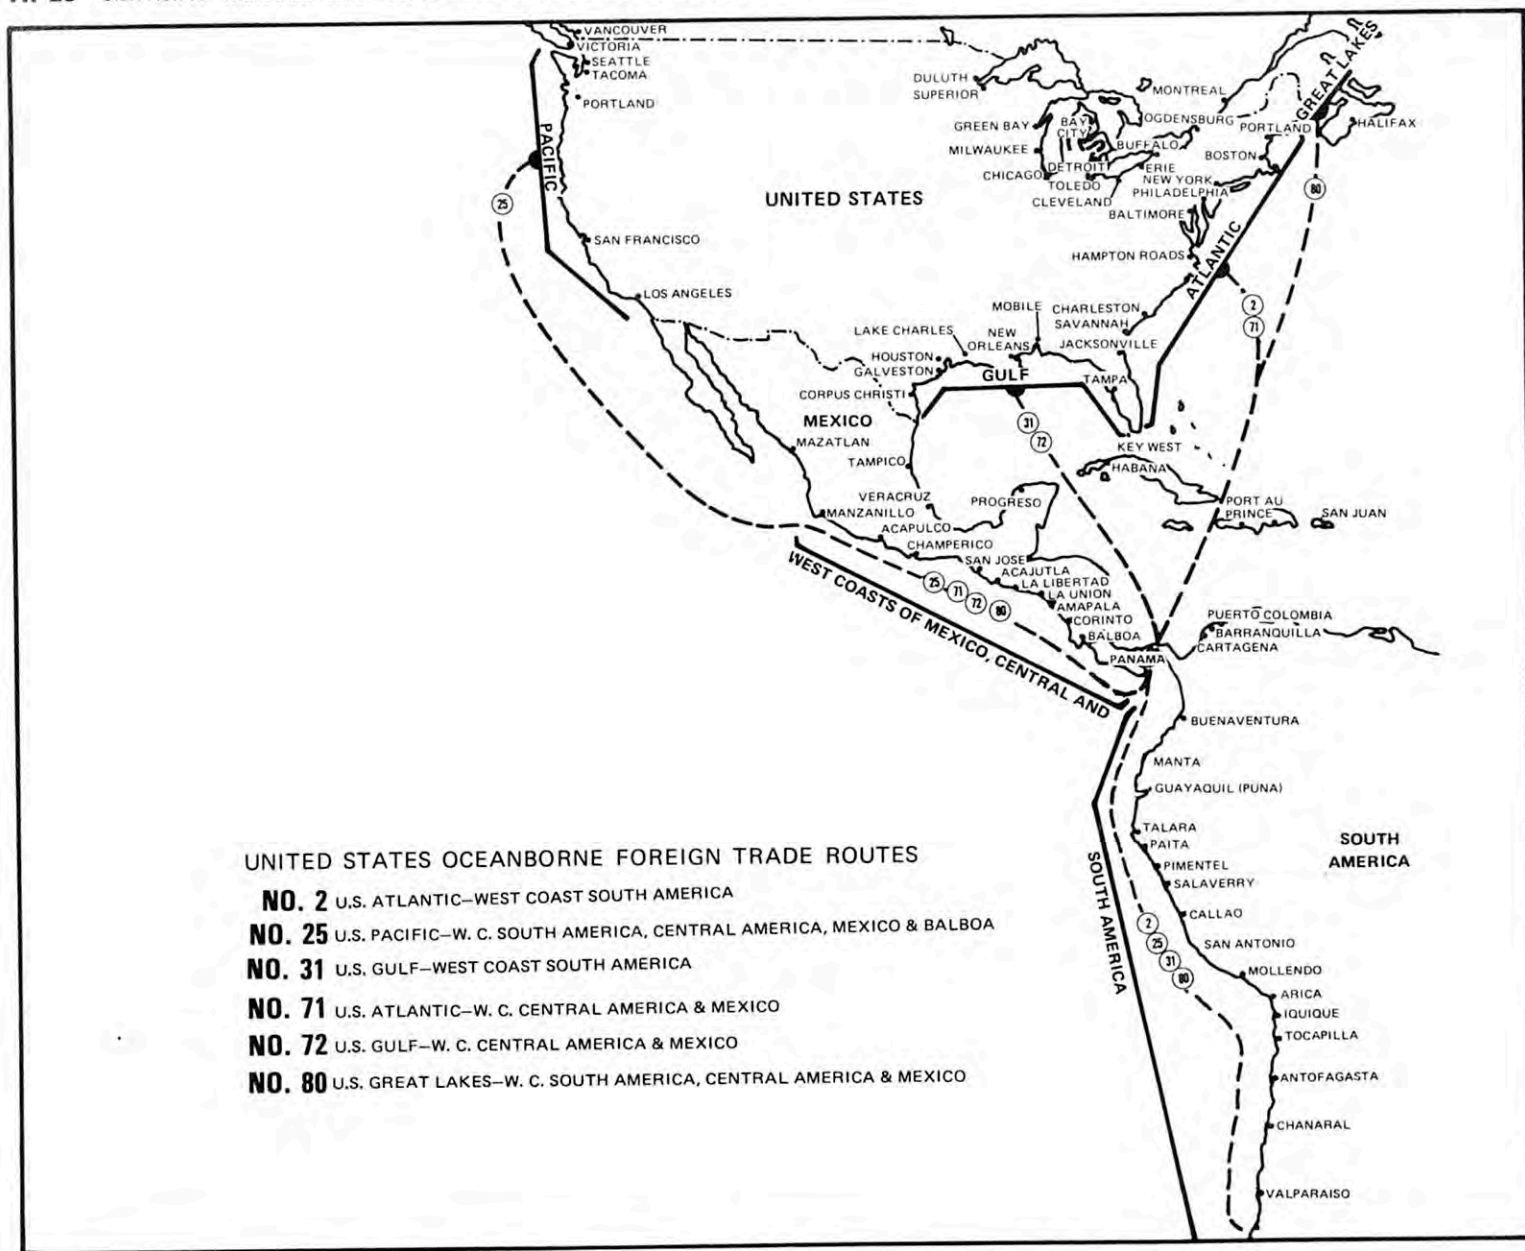 VANCOUVER
VICTORIA
SEATTLE
TACOMA
PORTLAND
PACIFIC
25
SAN FRANCISCO
LOS ANGELES
UNITED STATES
DULUTH
SUPERIOR
GREEN BAY
MILWAUKEE
CHICAGO
BAY
CITY
DETROIT
TOLEDO
CLEVELAND
MONTREAL
OGDENSBURG
BUFFALO
ERIE
NEW YORK
PHILADELPHIA
BALTIMORE
HAMPTON ROADS
PORTLAND
BOSTON
HALIFAX
GREAT LAKES
ATLANTIC
80
2
71
CHARLESTON
SAVANNAH
JACKSONVILLE
MOBILE
NEW
ORLEANS
LAKE CHARLES
HOUSTON
GALVESTON
CORPUS CHRISTI
GULF
TAMPA
31
72
KEY WEST
HABANA
MEXICO
MAZATLAN
TAMPICO
VERACRUZ
PROGRESO
MANZANILLO
ACAPULCO
CHAMPERICO
SAN JOSE
ACAJUTLA
LA LIBERTAD
LA UNION
AMAPALA
CORINTO
BALBOA
PANAMA
PORT AU
PRINCE
SAN JUAN
25 71 72 80
WEST COASTS OF MEXICO, CENTRAL AND
SOUTH AMERICA
PUERTO COLOMBIA
BARRANQUILLA
CARTAGENA
BUENAVENTURA
MANTA
GUAYAQUIL (PUNA)
TALARA
PAITA
PIMENTEL
SALAVERRY
CALLAO
SAN ANTONIO
MOLLENDO
ARICA
IQUIQUE
TOCAPILLA
ANTOFAGASTA
CHANARAL
VALPARAISO
SOUTH
AMERICA
2
25
31
80
UNITED STATES OCEANBORNE FOREIGN TRADE ROUTES
NO. 2 U.S. ATLANTIC–WEST COAST SOUTH AMERICA
NO. 25 U.S. PACIFIC–W. C. SOUTH AMERICA, CENTRAL AMERICA, MEXICO & BALBOA
NO. 31 U.S. GULF–WEST COAST SOUTH AMERICA
NO. 71 U.S. ATLANTIC–W. C. CENTRAL AMERICA & MEXICO
NO. 72 U.S. GULF–W. C. CENTRAL AMERICA & MEXICO
NO. 80 U.S. GREAT LAKES–W. C. SOUTH AMERICA, CENTRAL AMERICA & MEXICO